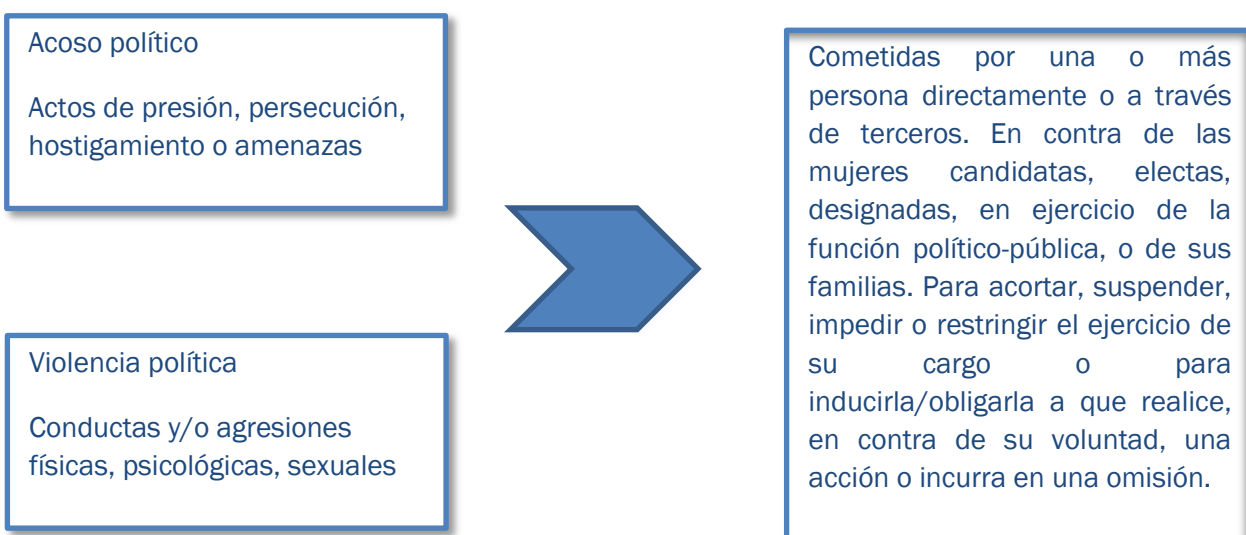 Acoso político
Actos de presión, persecución,
hostigamiento o amenazas
Violencia política
Conductas y/o agresiones
físicas, psicológicas, sexuales
Cometidas por una o más
persona directamente o a través
de terceros. En contra de las
mujeres candidatas, electas,
designadas, en ejercicio de la
función político-pública, o de sus
familias. Para acortar, suspender,
impedir o restringir el ejercicio de
su cargo o para
inducirla/obligarla a que realice,
en contra de su voluntad, una
acción o incurra en una omisión.